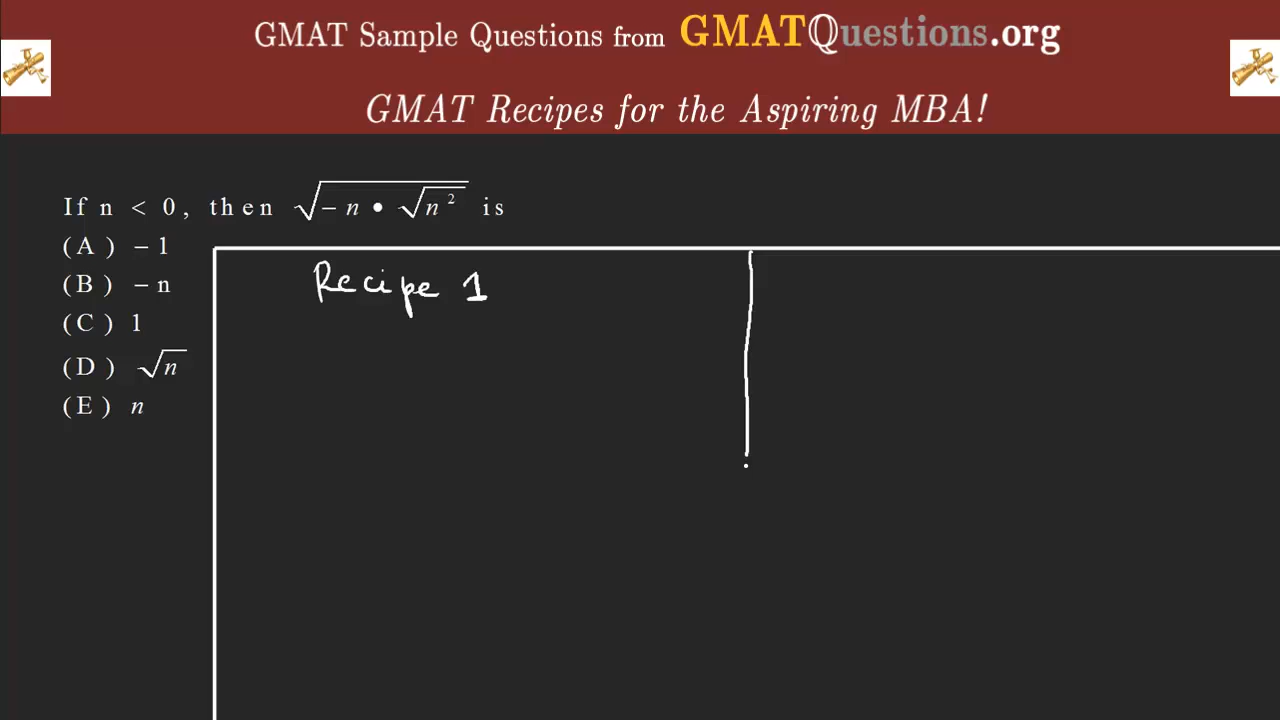 GMAT Sample Questions from GMATQuestions.org
GMAT Recipes for the Aspiring MBA!
If n < 0, then √(−n • √(n²)) is
(A) −1
(B) −n
(C) 1
(D) √n
(E) n
Recipe 1